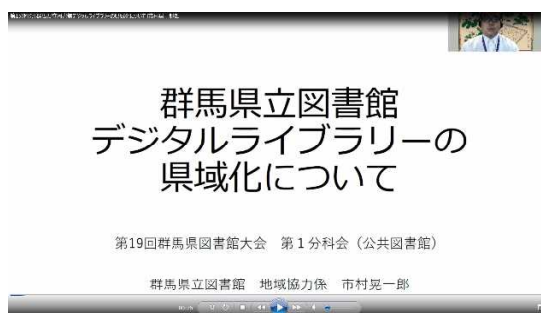 群馬県立図書館
デジタルライブラリーの
県域化について
第19回群馬県図書館大会　第１分科会（公共図書館）
群馬県立図書館　地域協力係　市村晃一郎